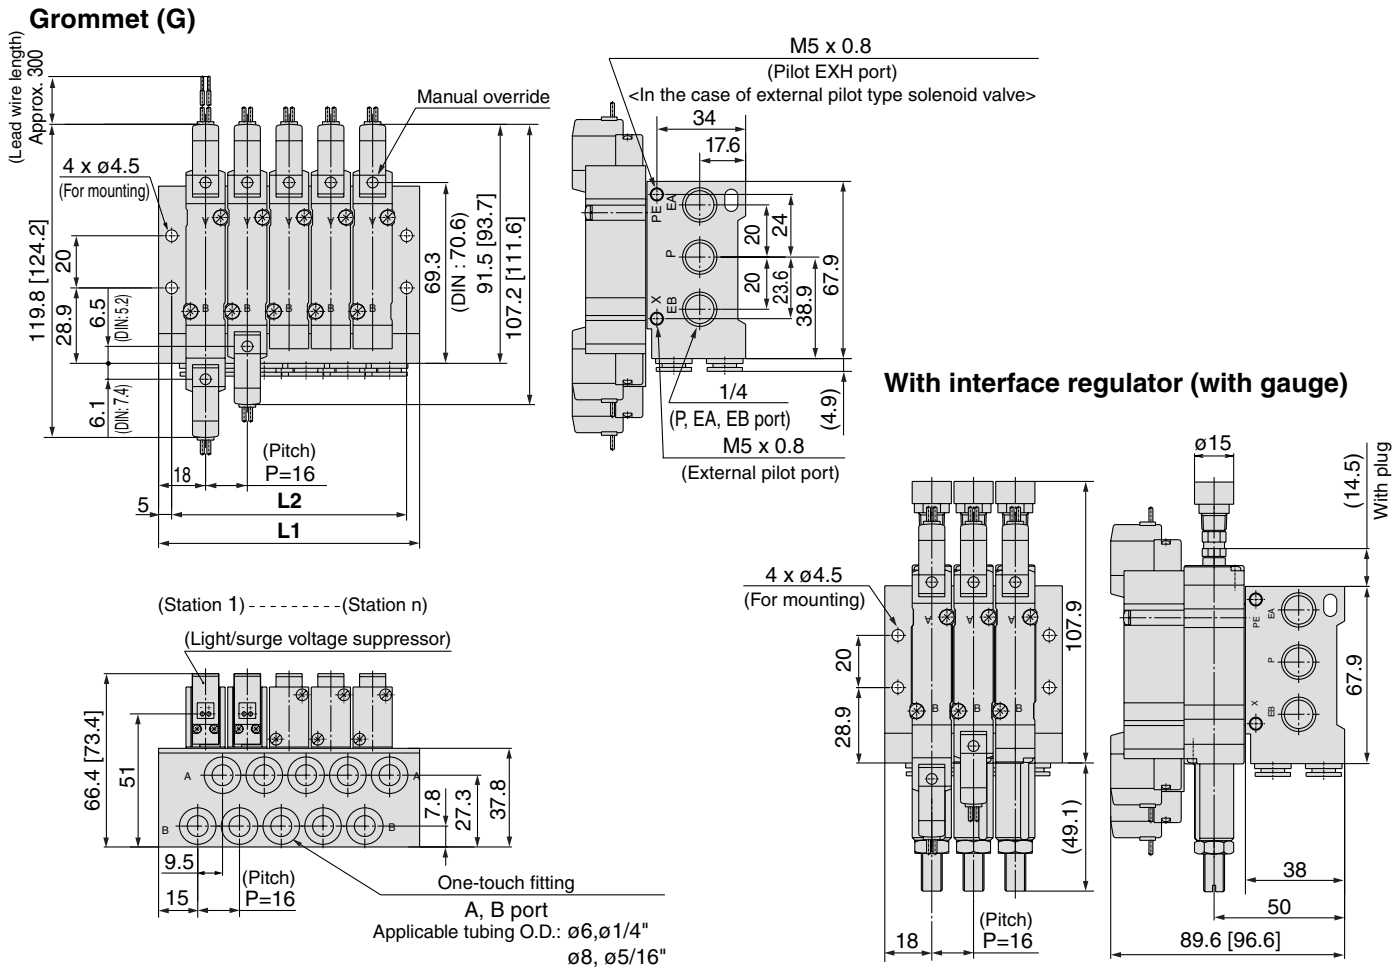 Grommet (G)
(Lead wire length)
Approx. 300
Manual override
4 x ø4.5
(For mounting)
119.8 [124.2]
20
28.9
6.5
(DIN: 5.2)
6.1
(DIN: 7.4)
A A A A A
B B B B B
69.3
(DIN : 70.6)
91.5 [93.7]
107.2 [111.6]
18
(Pitch)
P=16
5
L2
L1
M5 x 0.8
(Pilot EXH port)
<In the case of external pilot type solenoid valve>
34
17.6
PE
EA
P
X
EB
20
24
20
23.6
38.9
67.9
(4.9)
1/4
(P, EA, EB port)
M5 x 0.8
(External pilot port)
(Station 1)
(Station n)
(Light/surge voltage suppressor)
66.4 [73.4]
51
A
A
B
B
7.8
27.3
37.8
9.5
15
(Pitch)
P=16
One-touch fitting
A, B port
Applicable tubing O.D.: ø6,ø1/4"
ø8, ø5/16"
With interface regulator (with gauge)
4 x ø4.5
(For mounting)
20
28.9
A A A
B B B
107.9
(49.1)
18
(Pitch)
P=16
ø15
(14.5)
With plug
PE
EA
P
X
EB
67.9
38
50
89.6 [96.6]